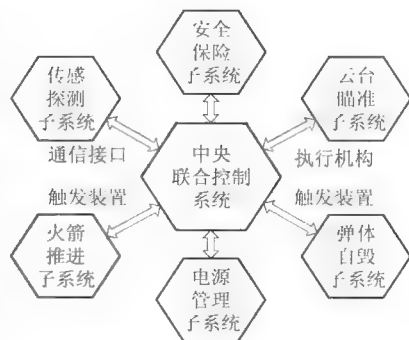 安全
保险
子系统
传感
探测
子系统
云台
瞄准
子系统
通信接口
中央
联合控制
系统
执行机构
触发装置
触发装置
火箭
推进
子系统
电源
管理
子系统
弹体
自毁
子系统